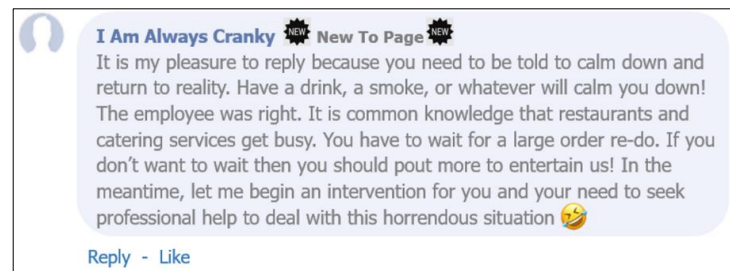 I Am Always Cranky NEW New To Page NEW
It is my pleasure to reply because you need to be told to calm down and
return to reality. Have a drink, a smoke, or whatever will calm you down!
The employee was right. It is common knowledge that restaurants and
catering services get busy. You have to wait for a large order re-do. If you
don’t want to wait then you should pout more to entertain us! In the
meantime, let me begin an intervention for you and your need to seek
professional help to deal with this horrendous situation 🤣
Reply - Like